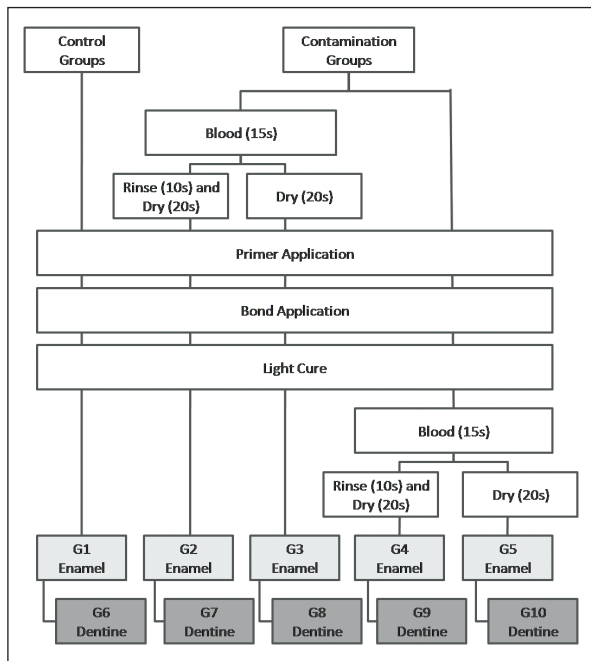 Control
Groups
Contamination
Groups
Blood (15s)
Rinse (10s) and
Dry (20s)
Dry (20s)
Primer Application
Bond Application
Light Cure
Blood (15s)
Rinse (10s) and
Dry (20s)
Dry (20s)
G1
Enamel
G2
Enamel
G3
Enamel
G4
Enamel
G5
Enamel
G6
Dentine
G7
Dentine
G8
Dentine
G9
Dentine
G10
Dentine